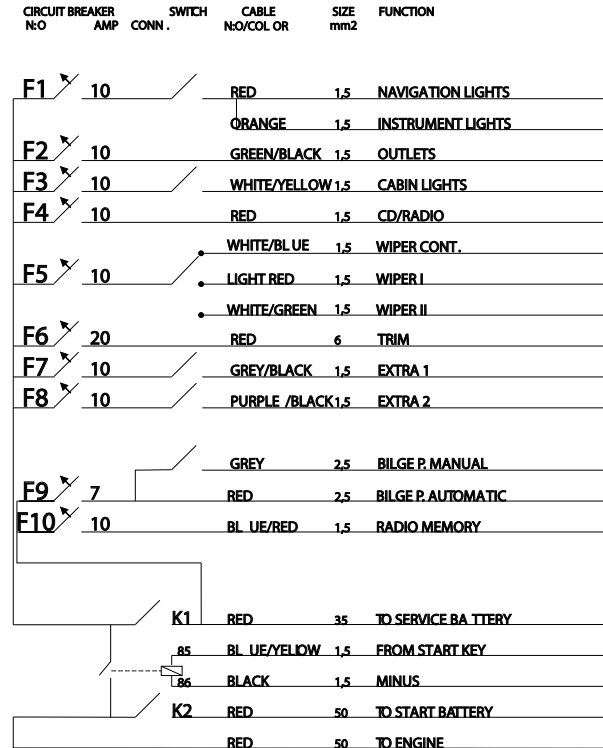 CIRCUIT BREAKER SWITCH CABLE SIZE FUNCTION
N:O AMP CONN . N:O/COL OR mm2
F1 10 RED 1,5 NAVIGATION LIGHTS
ORANGE 1,5 INSTRUMENT LIGHTS
F2 10 GREEN/BLACK 1,5 OUTLETS
F3 10 WHITE/YELLOW 1,5 CABIN LIGHTS
F4 10 RED 1,5 CD/RADIO
WHITE/BL UE 1,5 WIPER CONT.
F5 10 LIGHT RED 1,5 WIPER I
WHITE/GREEN 1,5 WIPER II
F6 20 RED 6 TRIM
F7 10 GREY/BLACK 1,5 EXTRA 1
F8 10 PURPLE /BLACK 1,5 EXTRA 2
GREY 2,5 BILGE P. MANUAL
F9 7 RED 2,5 BILGE P. AUTOMATIC
F10 10 BL UE/RED 1,5 RADIO MEMORY
K1 RED 35 TO SERVICE BA TTERY
85 BL UE/YELLOW 1,5 FROM START KEY
86 BLACK 1,5 MINUS
K2 RED 50 TO START BATTERY
RED 50 TO ENGINE